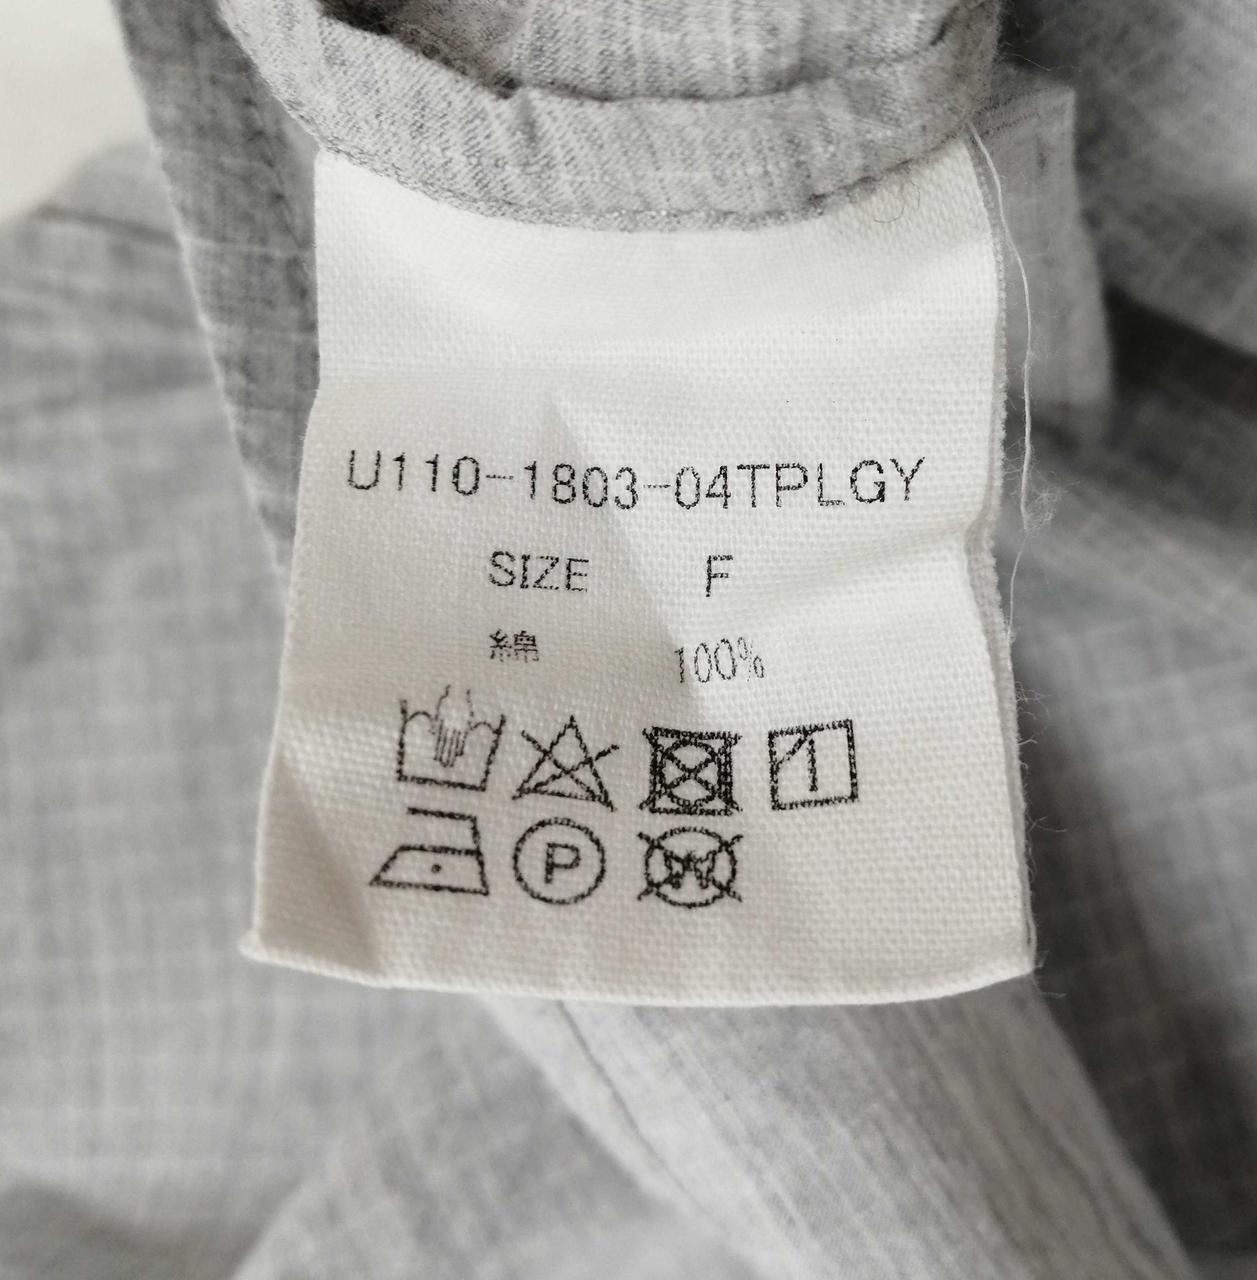 U110-1803-04TPLGY
SIZE F
綿 100%
P
W